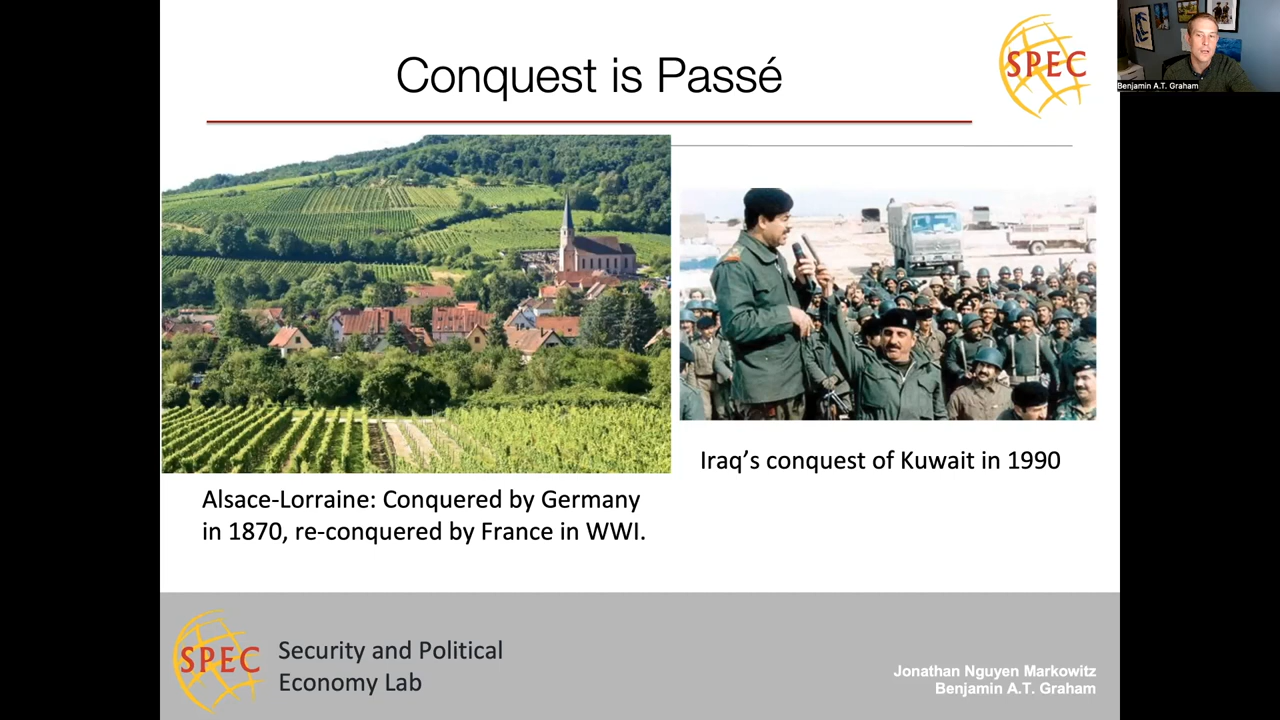 Conquest is Passé
SPEC
Benjamin A.T. Graham
Iraq’s conquest of Kuwait in 1990
Alsace-Lorraine: Conquered by Germany
in 1870, re-conquered by France in WWI.
SPEC
Security and Political
Economy Lab
Jonathan Nguyen Markowitz
Benjamin A.T. Graham